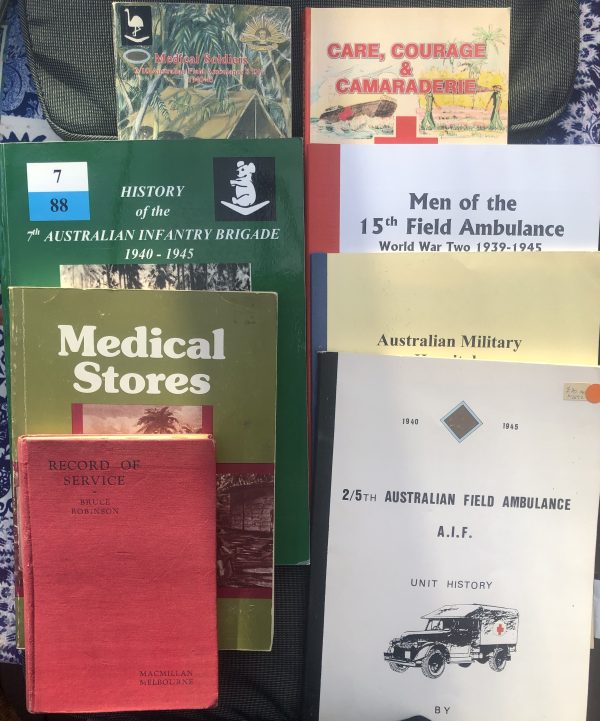 Medical Soldiers
CARE, COURAGE
&
CAMARADERIE
7
88
HISTORY
of the
7th AUSTRALIAN INFANTRY BRIGADE
1940 - 1945
Men of the
15th Field Ambulance
World War Two 1939-1945
Medical
Stores
Australian Military
RECORD OF
SERVICE
BRUCE
ROBINSON
MACMILLAN
MELBOURNE
1940 1945
2/5TH AUSTRALIAN FIELD AMBULANCE
A.I.F.
UNIT HISTORY
BY